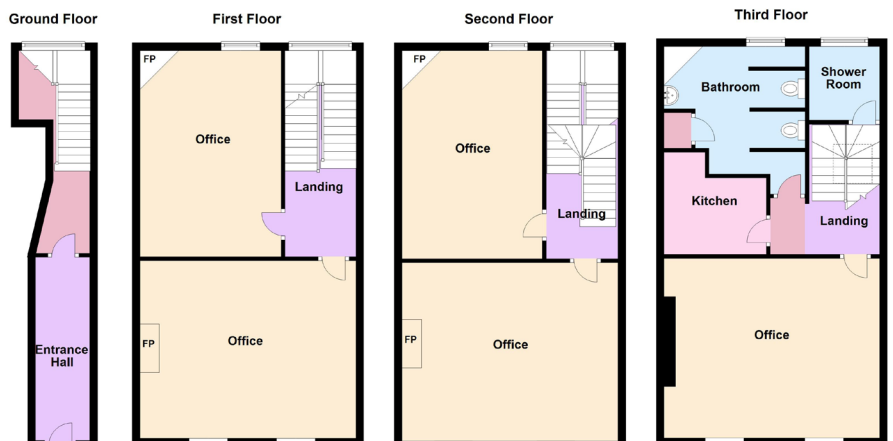 Ground Floor
First Floor
Second Floor
Third Floor
FP
Office
Landing
FP
Office
Entrance
Hall
FP
Office
Landing
FP
Office
Bathroom
Shower
Room
Kitchen
Landing
Office